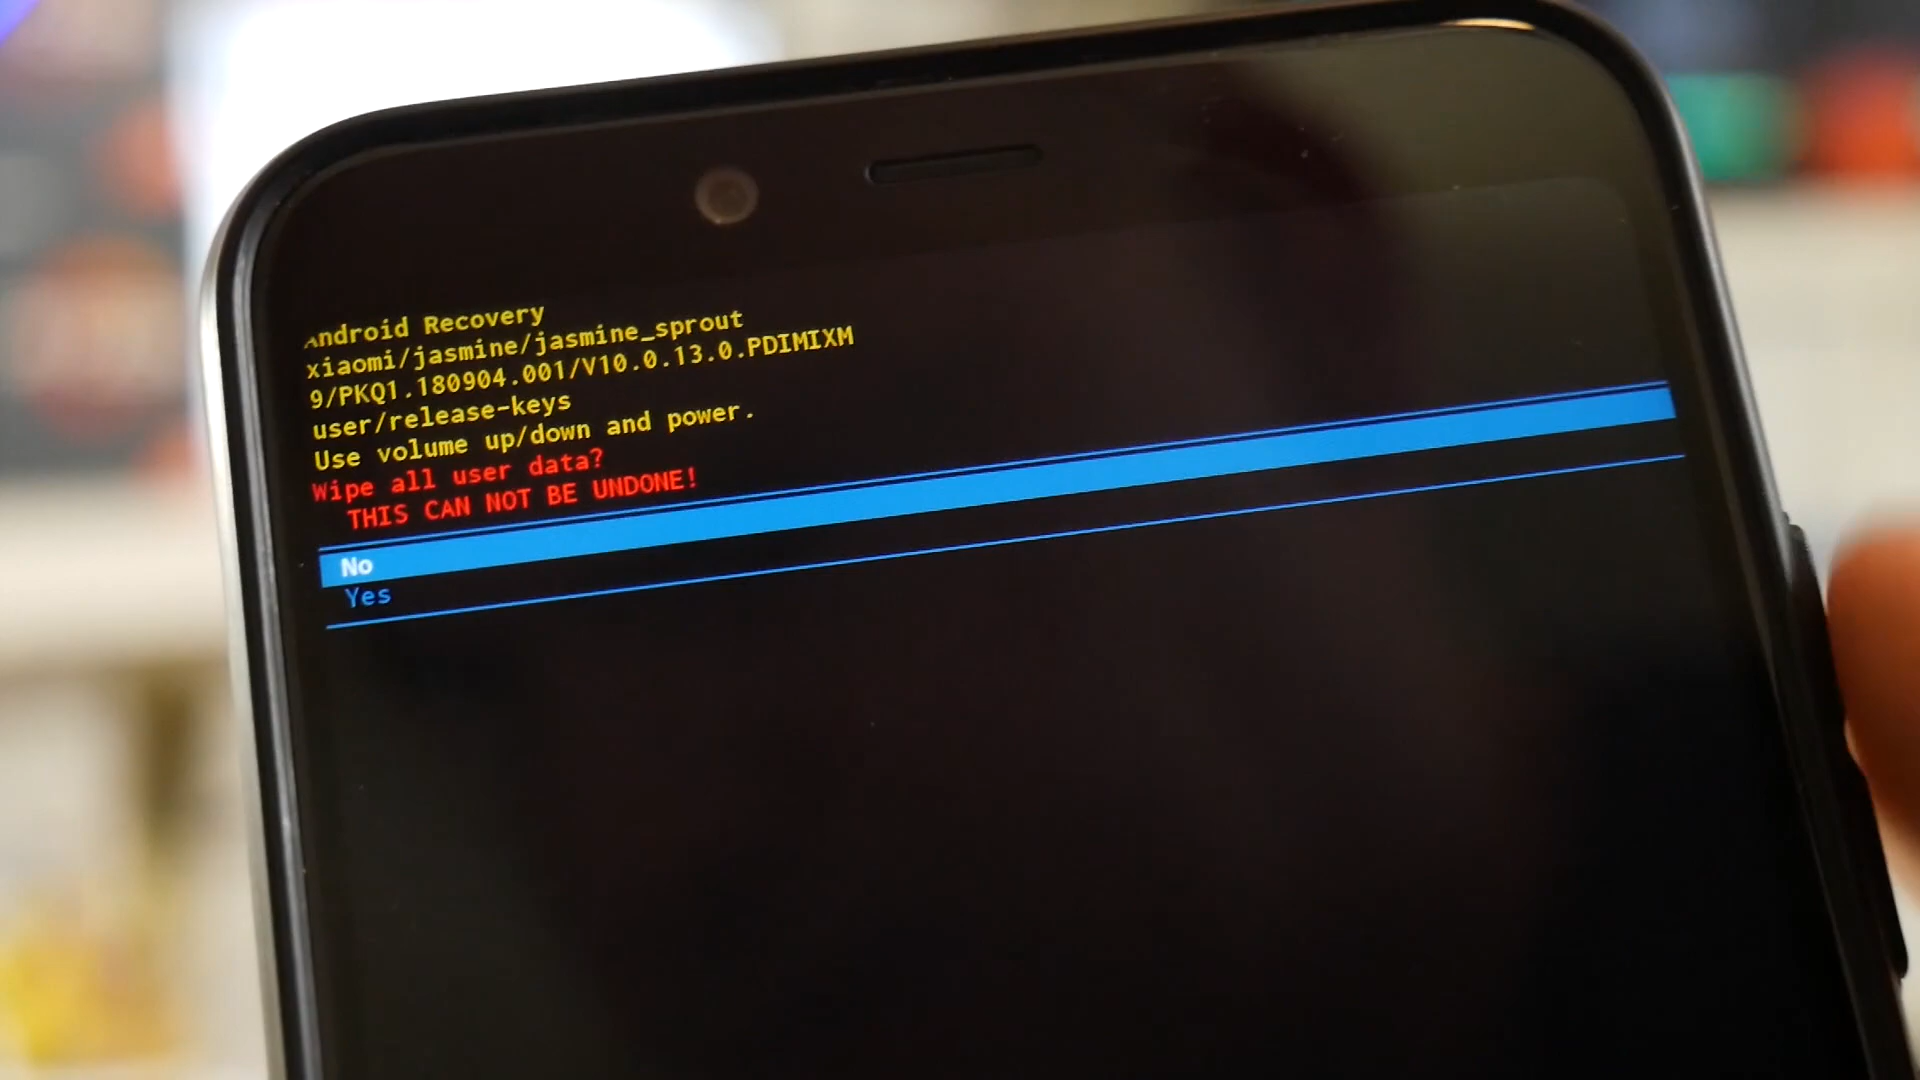 Android Recovery
xiaomi/jasmine/jasmine_sprout
9/PKQ1.180904.001/V10.0.13.0.PDIMIXM
user/release-keys
Use volume up/down and power.
Wipe all user data?
THIS CAN NOT BE UNDONE!
No
Yes